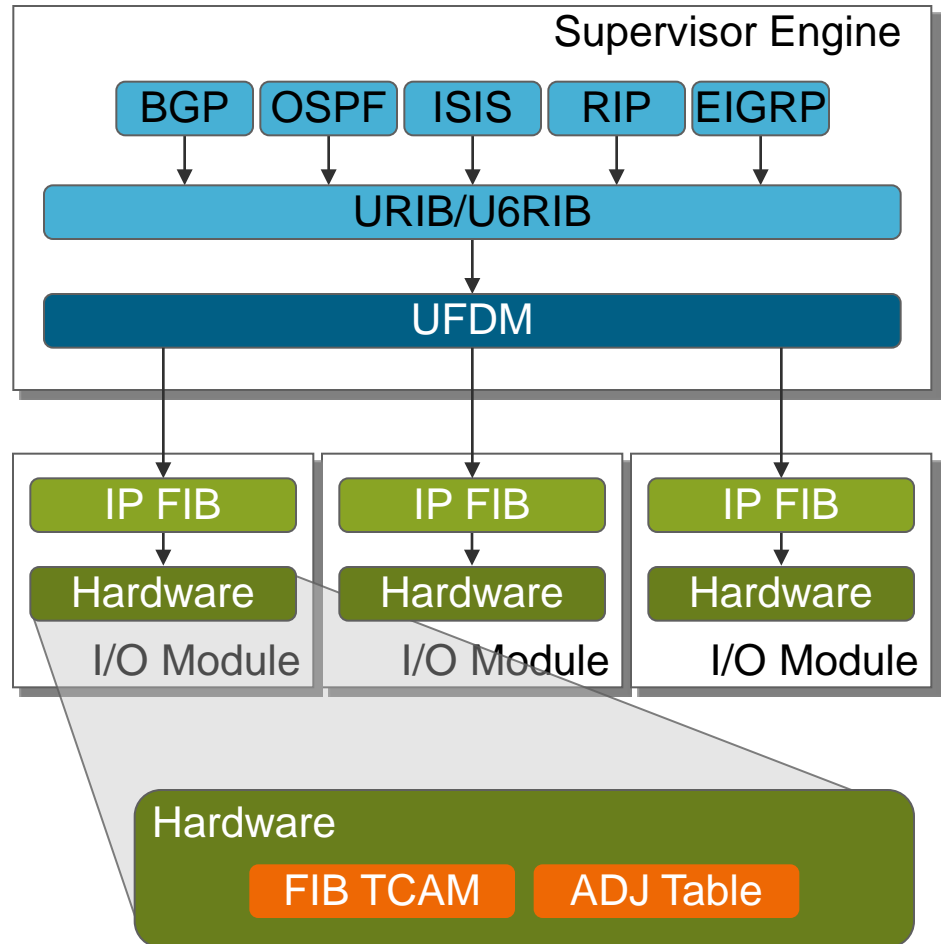 Supervisor Engine
BGP OSPF ISIS RIP EIGRP
URIB/U6RIB
UFDM
IP FIB IP FIB IP FIB
Hardware Hardware Hardware
I/O Module I/O Module I/O Module
Hardware
FIB TCAM ADJ Table